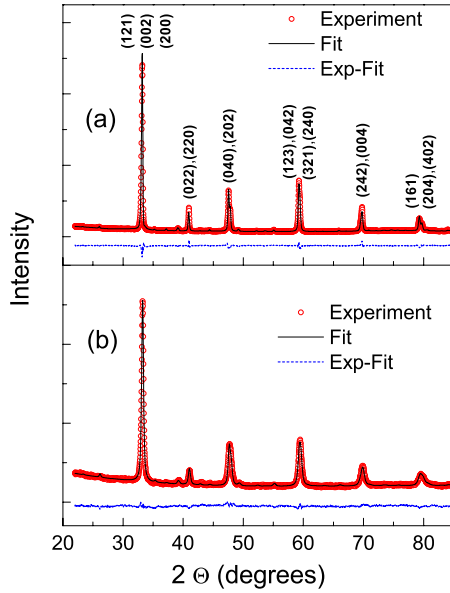 Experiment
Fit
Exp-Fit
(a)
(121)
(002)
(200)
(022),(220)
(040),(202)
(123),(042)
(321),(240)
(242),(004)
(161)
(204),(402)
Intensity
Experiment
Fit
Exp-Fit
(b)
20 30 40 50 60 70 80
2 Θ (degrees)